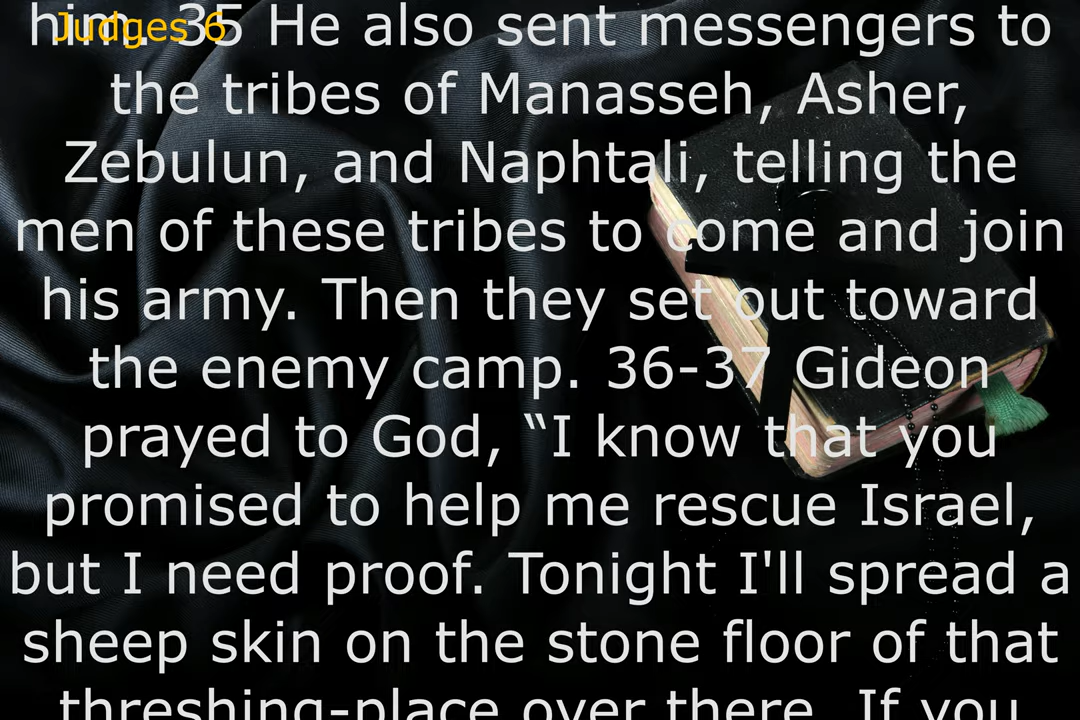 Judges 6
him. 35 He also sent messengers to
the tribes of Manasseh, Asher,
Zebulun, and Naphtali, telling the
men of these tribes to come and join
his army. Then they set out toward
the enemy camp. 36-37 Gideon
prayed to God, “I know that you
promised to help me rescue Israel,
but I need proof. Tonight I'll spread a
sheep skin on the stone floor of that
threshing-place over there. If you